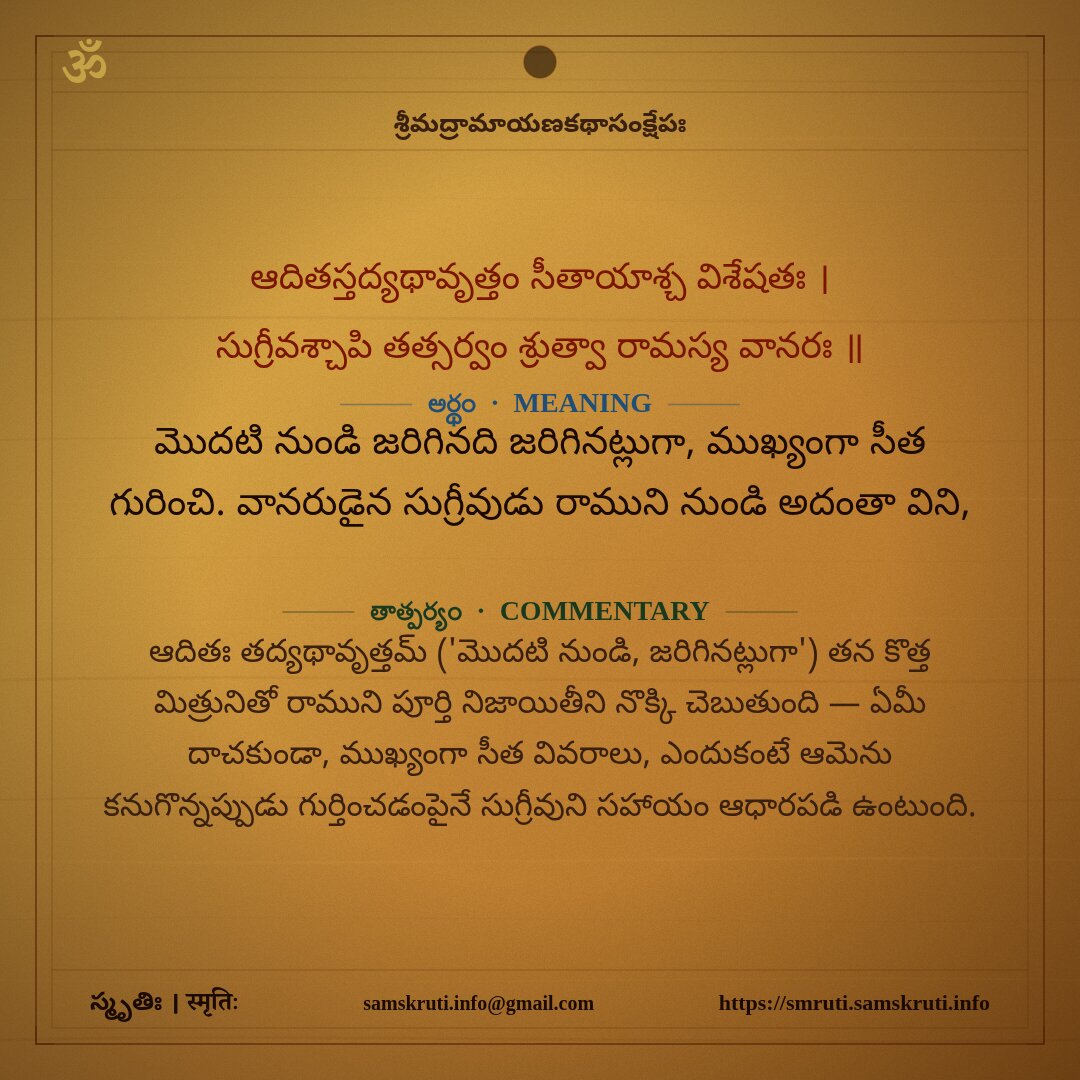 ॐ
శ్రీమద్రామాయణకథాసంక్షేపః
ఆదితస్తద్యథావృత్తం సీతాయాశ్చ విశేషతః |
సుగ్రీవశ్చాపి తత్సర్వం శ్రుత్వా రామస్య వానరః ||
అర్థం · MEANING
మొదటి నుండి జరిగినది జరిగినట్లుగా, ముఖ్యంగా సీత
గురించి. వానరుడైన సుగ్రీవుడు రాముని నుండి అదంతా విని,
తాత్పర్యం · COMMENTARY
ఆదితః తద్యథావృత్తమ్ ('మొదటి నుండి, జరిగినట్లుగా') తన కొత్త
మిత్రునితో రాముని పూర్తి నిజాయితీని నొక్కి చెబుతుంది — ఏమీ
దాచకుండా, ముఖ్యంగా సీత వివరాలు, ఎందుకంటే ఆమెను
కనుగొన్నప్పుడు గుర్తించడంపైనే సుగ్రీవుని సహాయం ఆధారపడి ఉంటుంది.
స్మృతిః | स्मृतिः samskruti.info@gmail.com https://smruti.samskruti.info